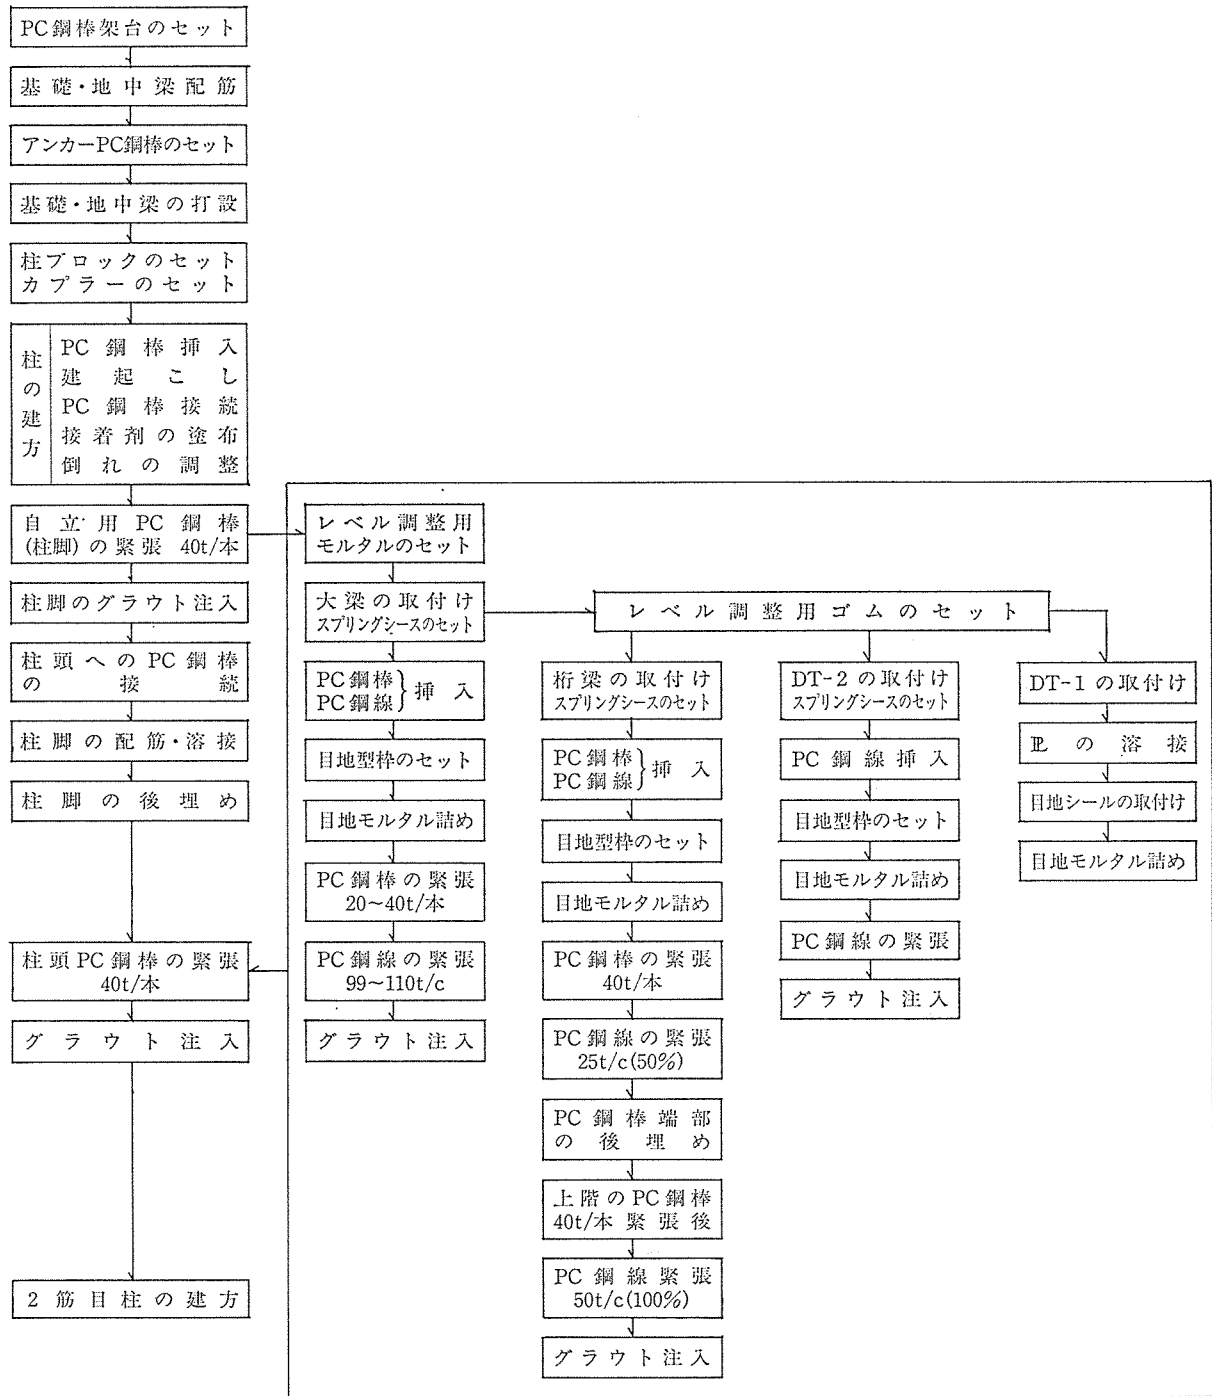 PC鋼棒架台のセット
基礎・地中梁配筋
アンカーPC鋼棒のセット
基礎・地中梁の打設
柱ブロックのセット
カプラーのセット
柱の建方
PC鋼棒挿入
建起こし
PC鋼棒接続
接着剤の塗布
倒れの調整
自立用PC鋼棒
(柱脚)の緊張 40t/本
柱脚のグラウト注入
柱頭へのPC鋼棒
の接続
柱脚の配筋・溶接
柱脚の後埋め
柱頭PC鋼棒の緊張
40t/本
グラウト注入
2筋目柱の建方
レベル調整用
モルタルのセット
大梁の取付け
スプリングシースのセット
PC鋼棒
PC鋼線}挿入
目地型枠のセット
目地モルタル詰め
PC鋼棒の緊張
20~40t/本
PC鋼線の緊張
99~110t/c
グラウト注入
レベル調整用ゴムのセット
桁梁の取付け
スプリングシースのセット
PC鋼棒
PC鋼線}挿入
目地型枠のセット
目地モルタル詰め
PC鋼棒の緊張
40t/本
PC鋼線の緊張
25t/c(50%)
PC鋼棒端部
の後埋め
上階のPC鋼棒
40t/本緊張後
PC鋼線緊張
50t/c(100%)
グラウト注入
DT-2の取付け
スプリングシースのセット
PC鋼線挿入
目地型枠のセット
目地モルタル詰め
PC鋼線の緊張
グラウト注入
DT-1の取付け
の溶接
目地シールの取付け
目地モルタル詰め